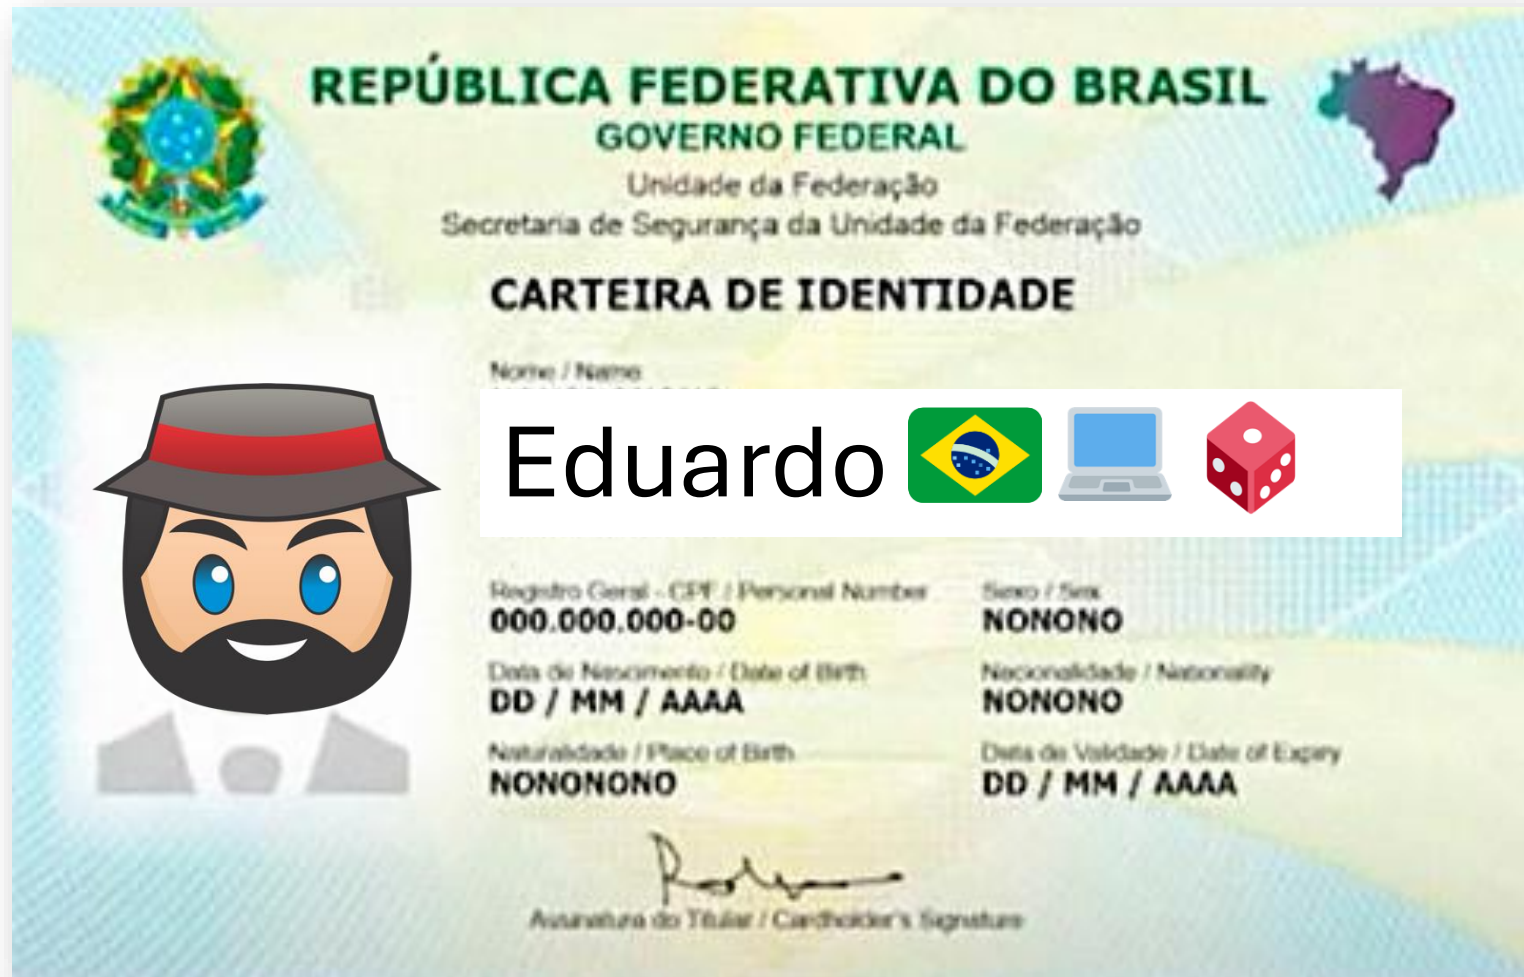 REPÚBLICA FEDERATIVA DO BRASIL
GOVERNO FEDERAL
Unidade da Federação
Secretaria de Segurança da Unidade da Federação
CARTEIRA DE IDENTIDADE
Nome / Name
Eduardo
Registro Geral - CPF / Personal Number
Sexo / Sex
000.000.000-00
NONONO
Data de Nascimento / Date of Birth
Nacionalidade / Nationality
DD / MM / AAAA
NONONO
Naturalidade / Place of Birth
Data de Validade / Date of Expiry
NONONONO
DD / MM / AAAA
Assinatura do Titular / Cardholder's Signature